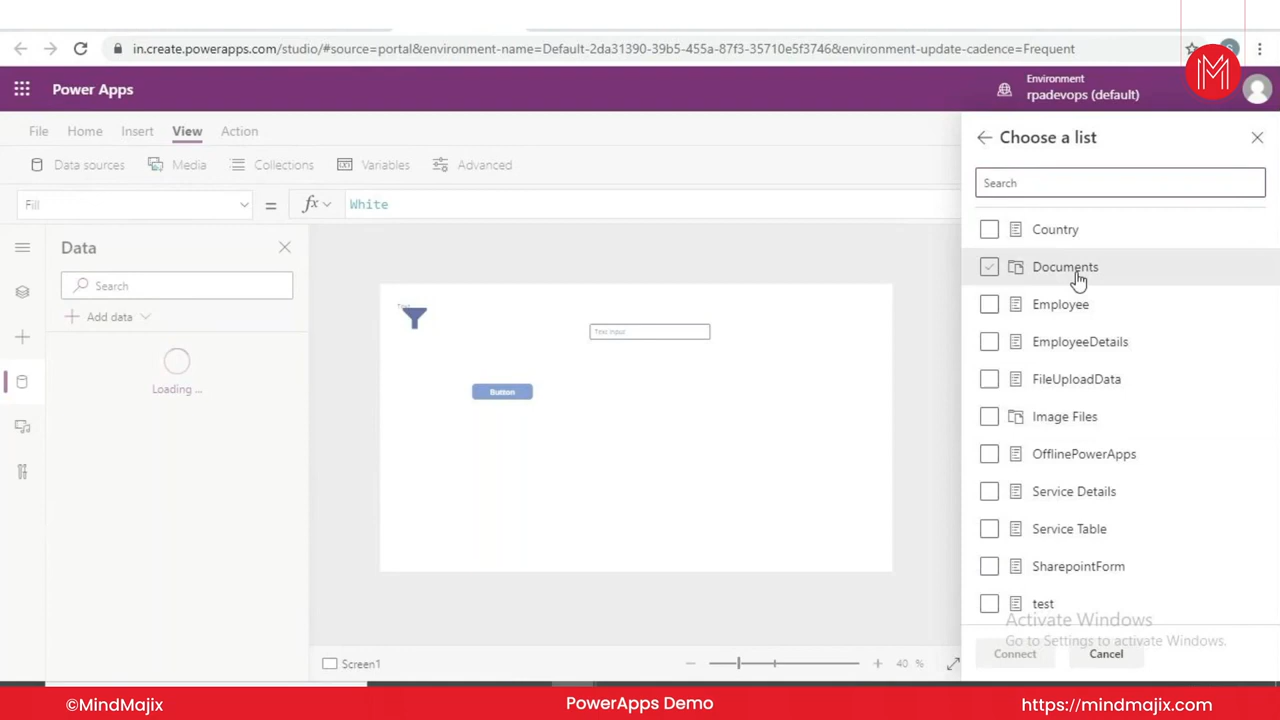 in.create.powerapps.com/studio/#source=portal&environment-name=Default-2da31390-39b5-455a-87f3-35710e5f3746&environment-update-cadence=Frequent
S
M
Power Apps
Environment
rpadevops (default)
File Home Insert View Action
Data sources Media Collections Variables Advanced
Fill = fx White
Data
Search
Add data
Loading ...
Text
Text input
Button
Screen1
40 %
Choose a list
Search
Country
Documents
Employee
EmployeeDetails
FileUploadData
Image Files
OfflinePowerApps
Service Details
Service Table
SharepointForm
test
Activate Windows
Go to Settings to activate Windows.
Connect Cancel
©MindMajix PowerApps Demo https://mindmajix.com